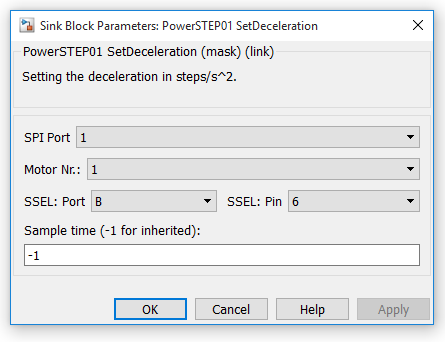 Sink Block Parameters: PowerSTEP01 SetDeceleration
PowerSTEP01 SetDeceleration (mask) (link)
Setting the deceleration in steps/s^2.
SPI Port 1
Motor Nr.: 1
SSEL: Port B SSEL: Pin 6
Sample time (-1 for inherited):
-1
OK Cancel Help Apply